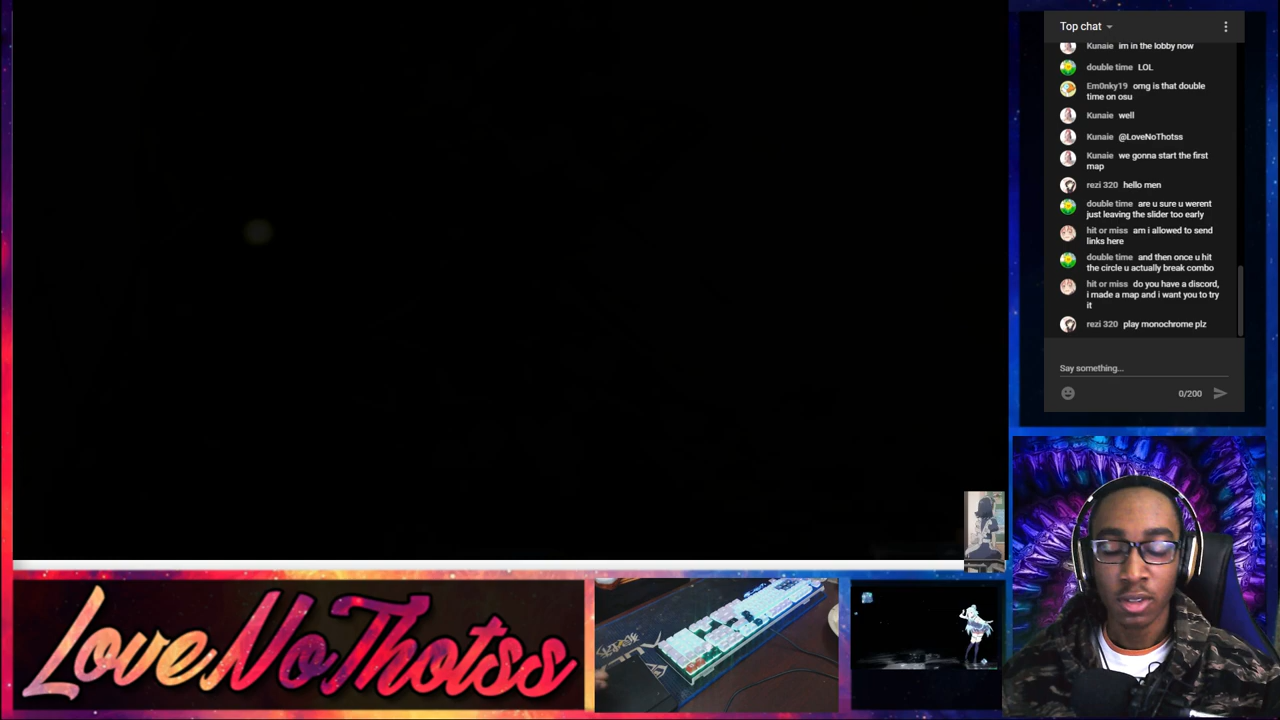 Top chat
Kunaie im in the lobby now
double time LOL
Em0nky19 omg is that double
time on osu
Kunaie well
Kunaie @LoveNoThotss
Kunaie we gonna start the first
map
rezi 320 hello men
double time are u sure u werent
just leaving the slider too early
hit or miss am i allowed to send
links here
double time and then once u hit
the circle u actually break combo
hit or miss do you have a discord,
i made a map and i want you to try
it
rezi 320 play monochrome plz
Say something...
0/200
LoveNoThotss